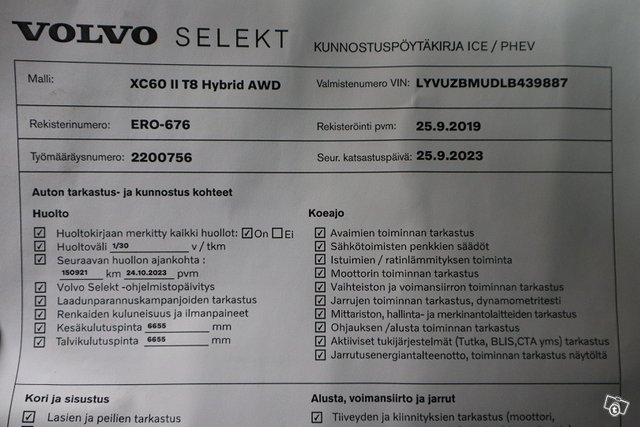 VOLVO SELEKT KUNNOSTUSPÖYTÄKIRJA ICE / PHEV
Malli: XC60 II T8 Hybrid AWD Valmistenumero VIN: LYVUZBMUDLB439887
Rekisterinumero: ERO-676 Rekisteröinti pvm: 25.9.2019
Työmääräysnumero: 2200756 Seur. katsastuspäivä: 25.9.2023
Auton tarkastus- ja kunnostus kohteet
Huolto
Huoltokirjaan merkitty kaikki huollot: On Ei
Huoltoväli 1/30 v / tkm
Seuraavan huollon ajankohta :
150921 km 24.10.2023 pvm
Volvo Selekt -ohjelmistopäivitys
Laadunparannuskampanjoiden tarkastus
Renkaiden kuluneisuus ja ilmanpaineet
Kesäkulutuspinta 6655 mm
Talvikulutuspinta 6655 mm
Koeajo
Avaimien toiminnan tarkastus
Sähkötoimisten penkkien säädöt
Istuimien / ratinlämmityksen toiminta
Moottorin toiminnan tarkastus
Vaihteiston ja voimansiirron toiminnan tarkastus
Jarrujen toiminnan tarkastus, dynamometritesti
Mittariston, hallinta- ja merkinantolaitteiden tarkastus
Ohjauksen /alusta toiminnan tarkastus
Aktiiviset tukijärjestelmät (Tutka, BLIS,CTA yms) tarkastus
Jarrutusenergiantalteenotto, toiminnan tarkastus näytöltä
Kori ja sisustus
Lasien ja peilien tarkastus
Alusta, voimansiirto ja jarrut
Tiiveyden ja kiinnityksien tarkastus (moottori,